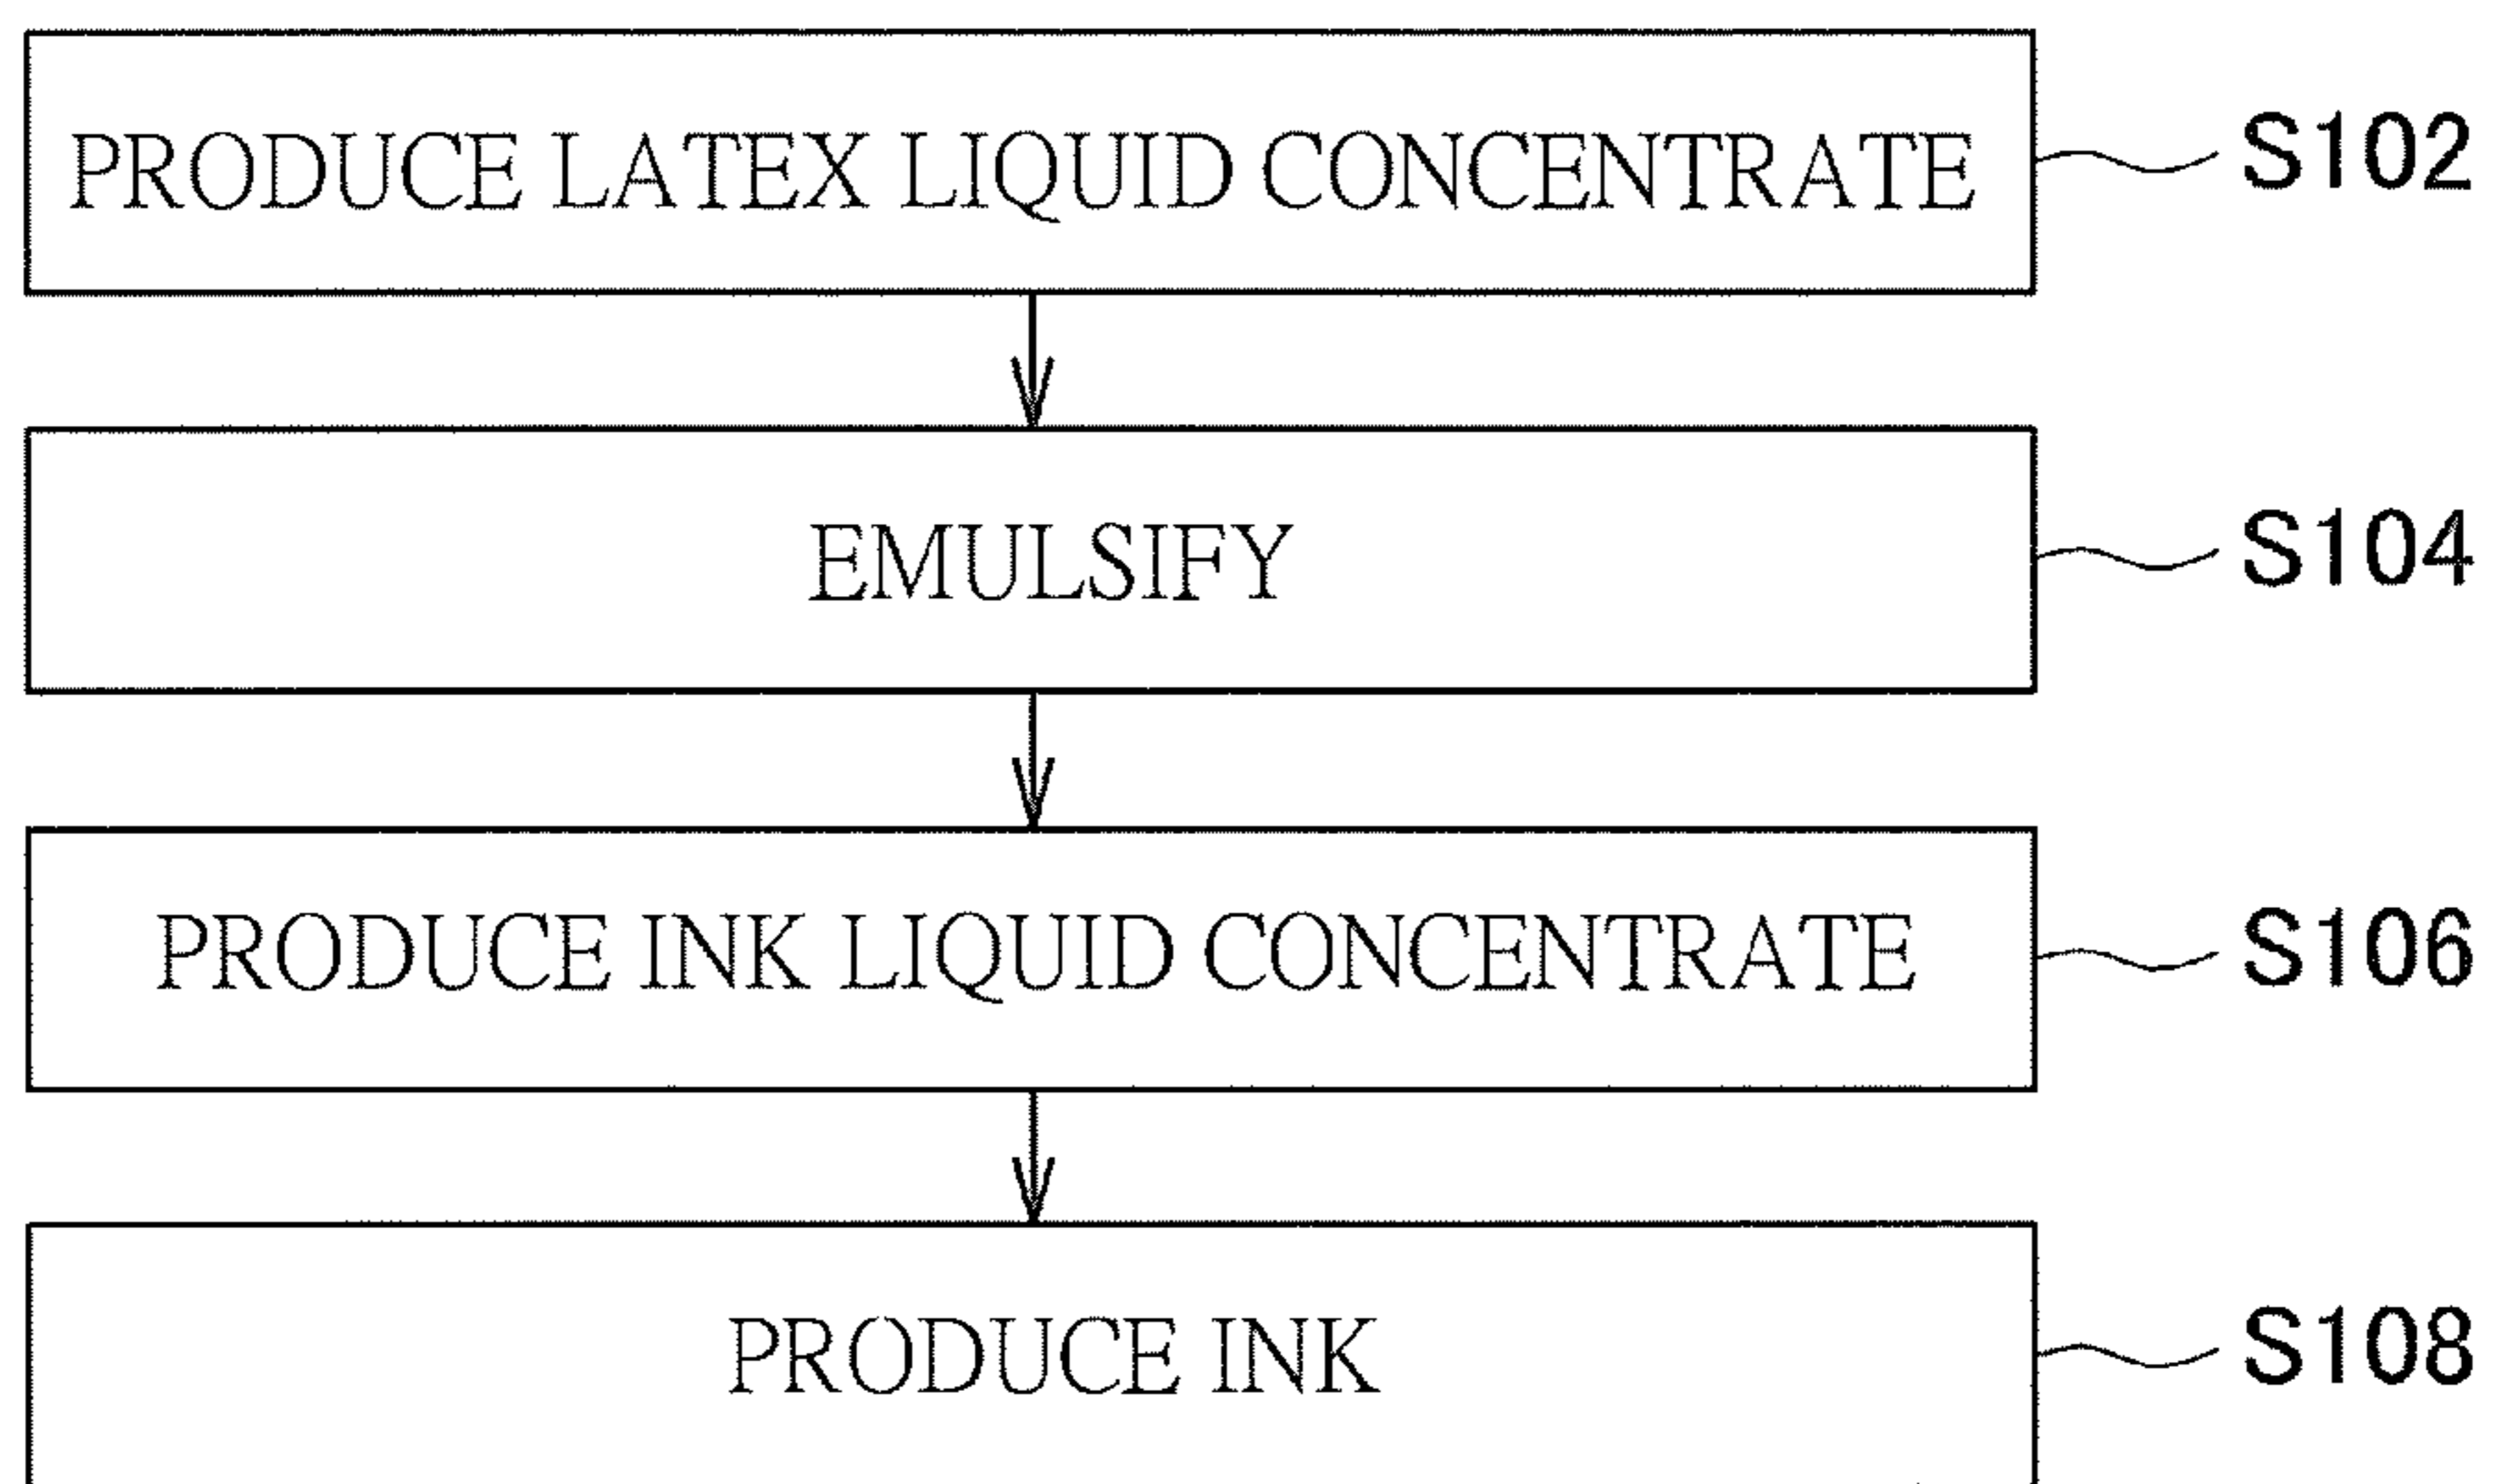 PRODUCE LATEX LIQUID CONCENTRATE S102
EMULSIFY S104
PRODUCE INK LIQUID CONCENTRATE S106
PRODUCE INK S108